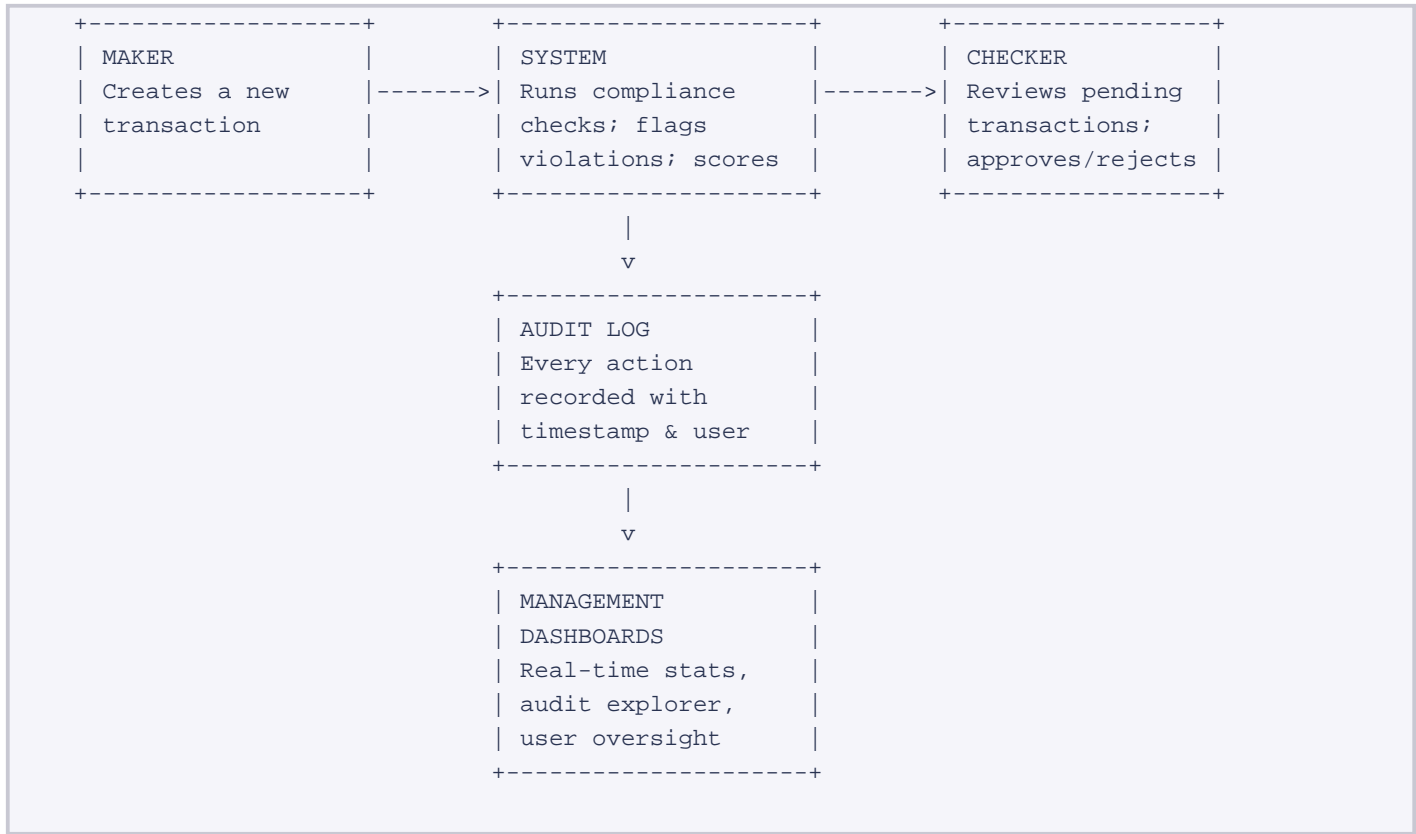 MAKER
Creates a new
transaction
SYSTEM
Runs compliance
checks; flags
violations; scores
CHECKER
Reviews pending
transactions;
approves/rejects
AUDIT LOG
Every action
recorded with
timestamp & user
MANAGEMENT
DASHBOARDS
Real-time stats,
audit explorer,
user oversight